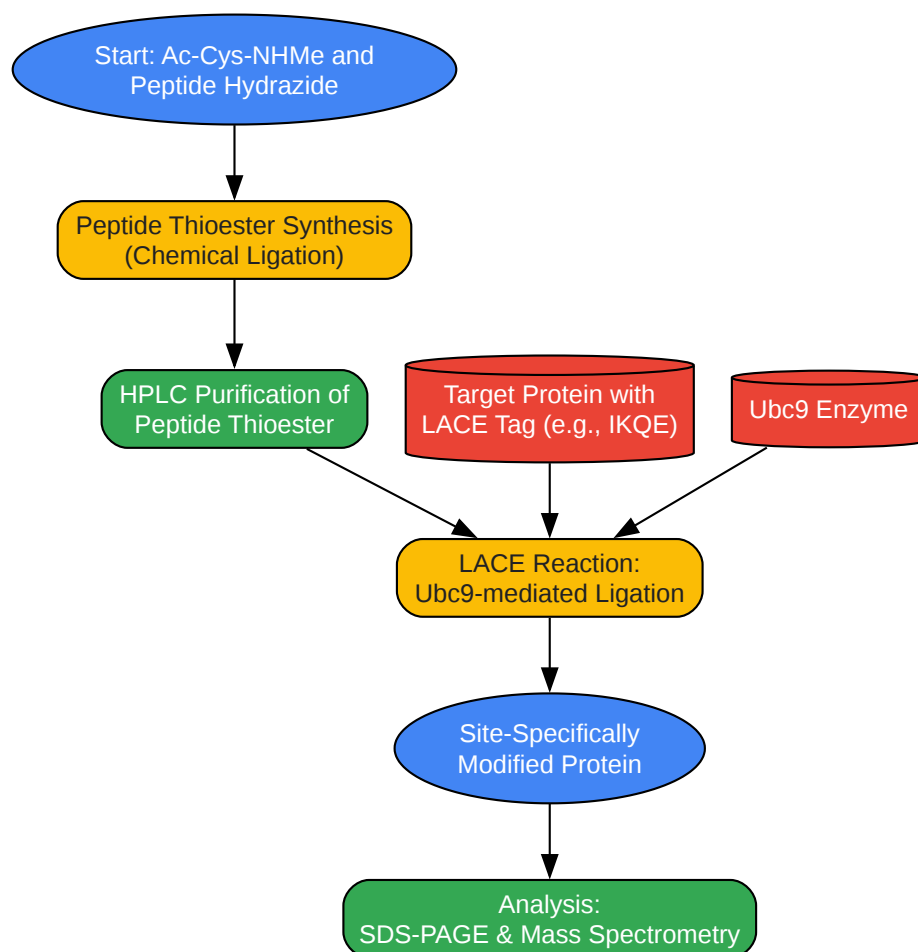 Start: Ac-Cys-NHMe and
Peptide Hydrazide
Peptide Thioester Synthesis
(Chemical Ligation)
HPLC Purification of
Peptide Thioester
Target Protein with
LACE Tag (e.g., IKQE)
Ubc9 Enzyme
LACE Reaction:
Ubc9-mediated Ligation
Site-Specifically
Modified Protein
Analysis:
SDS-PAGE & Mass Spectrometry